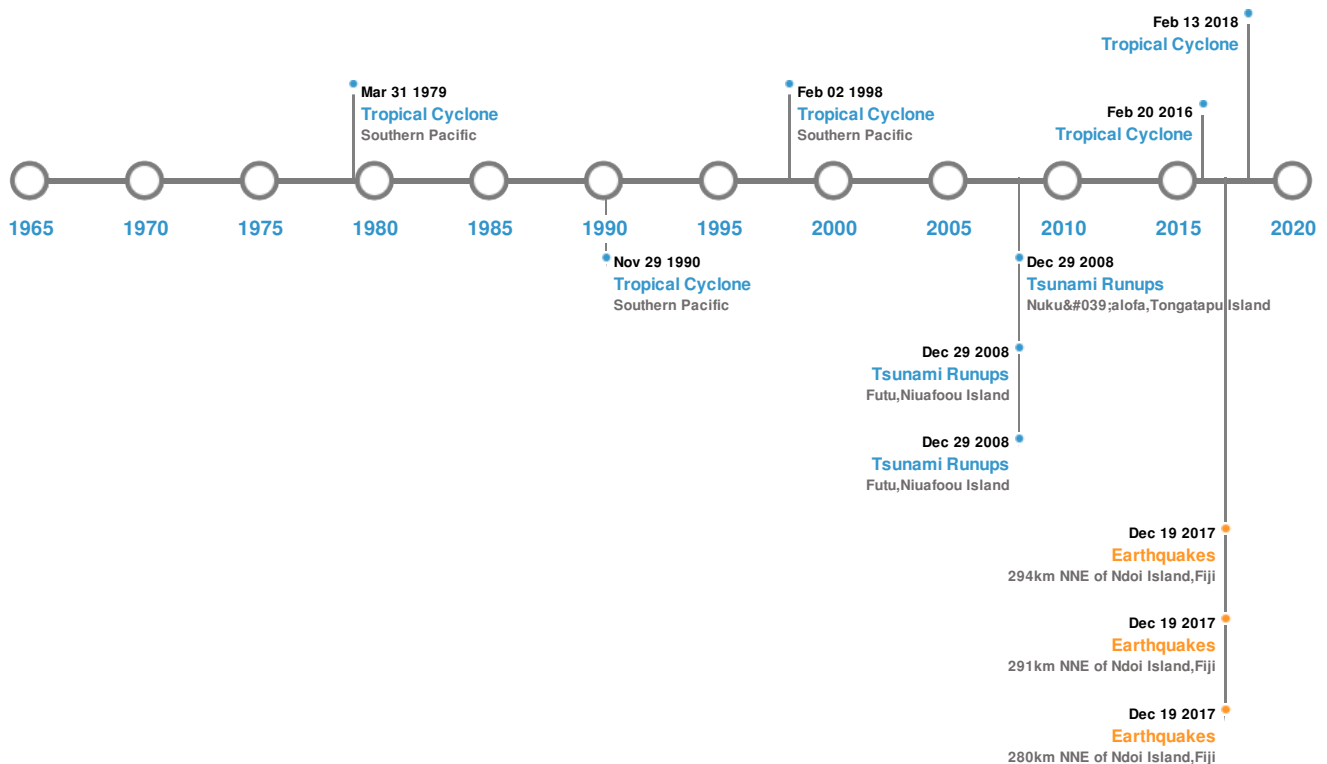 Feb 13 2018
Tropical Cyclone
Mar 31 1979
Tropical Cyclone
Southern Pacific
Feb 02 1998
Tropical Cyclone
Southern Pacific
Feb 20 2016
Tropical Cyclone
1965 1970 1975 1980 1985 1990 1995 2000 2005 2010 2015 2020
Nov 29 1990
Tropical Cyclone
Southern Pacific
Dec 29 2008
Tsunami Runups
Nuku&#039;alofa,Tongatapu Island
Dec 29 2008
Tsunami Runups
Futu,Niuafoou Island
Dec 29 2008
Tsunami Runups
Futu,Niuafoou Island
Dec 19 2017
Earthquakes
294km NNE of Ndoi Island,Fiji
Dec 19 2017
Earthquakes
291km NNE of Ndoi Island,Fiji
Dec 19 2017
Earthquakes
280km NNE of Ndoi Island,Fiji